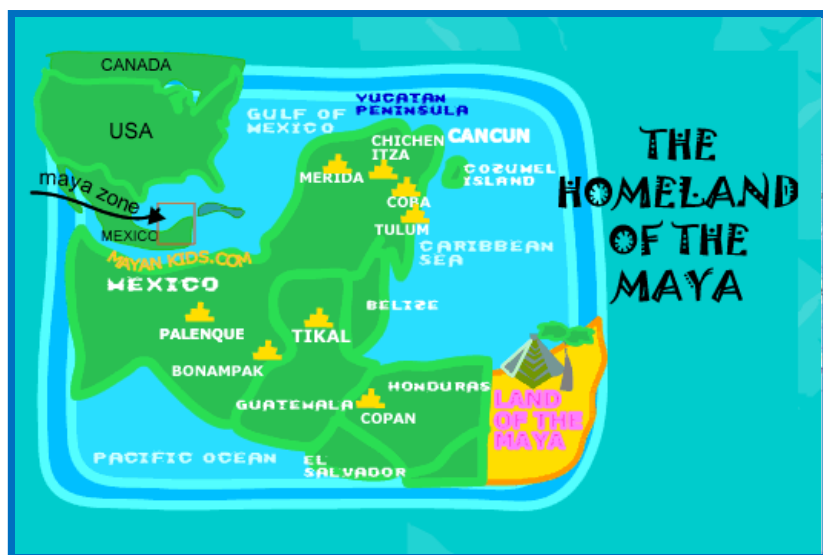 CANADA
USA
maya zone
MEXICO
MAYAN KIDS.COM
GULF OF
MEXICO
YUCATAN
PENINSULA
CHICHEN
ITZA
CANCUN
MERIDA
COZUMEL
ISLAND
COBA
TULUM
CARIBBEAN
SEA
MEXICO
BELIZE
PALENQUE
TIKAL
BONAMPAK
HONDURAS
GUATEMALA
COPAN
PACIFIC OCEAN
EL
SALVADOR
LAND
OF THE
MAYA
THE
HOMELAND
OF THE
MAYA